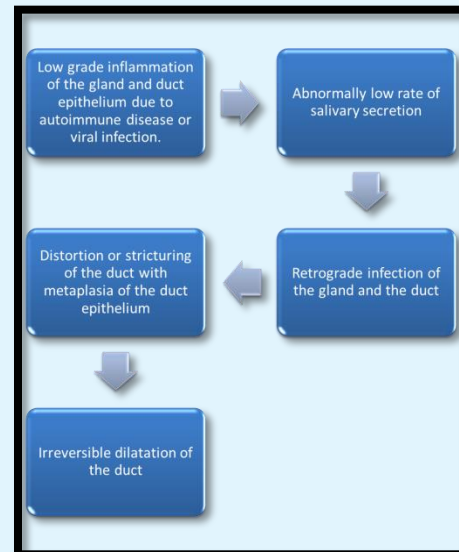 Low grade inflammation
of the gland and duct
epithelium due to
autoimmune disease or
viral infection.
Abnormally low rate of
salivary secretion
Retrograde infection of
the gland and the duct
Distortion or stricturing
of the duct with
metaplasia of the duct
epithelium
Irreversible dilatation of
the duct